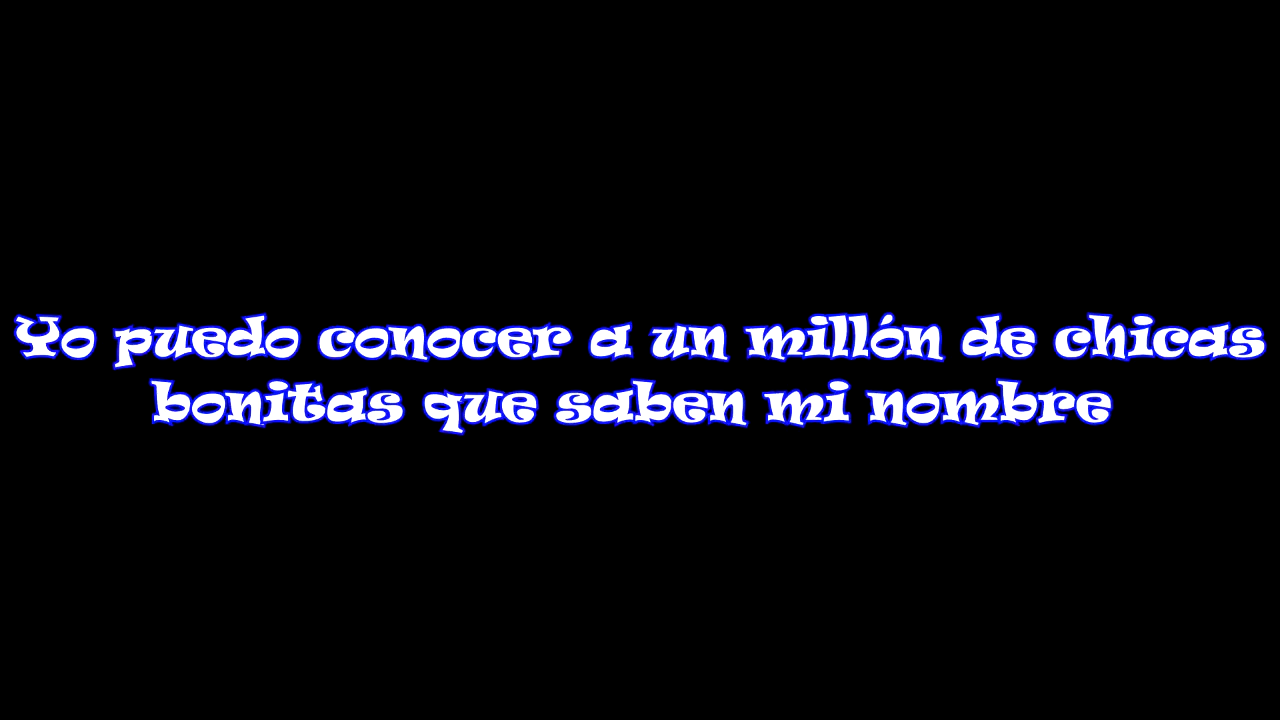 Yo puedo conocer a un millón de chicas
bonitas que saben mi nombre